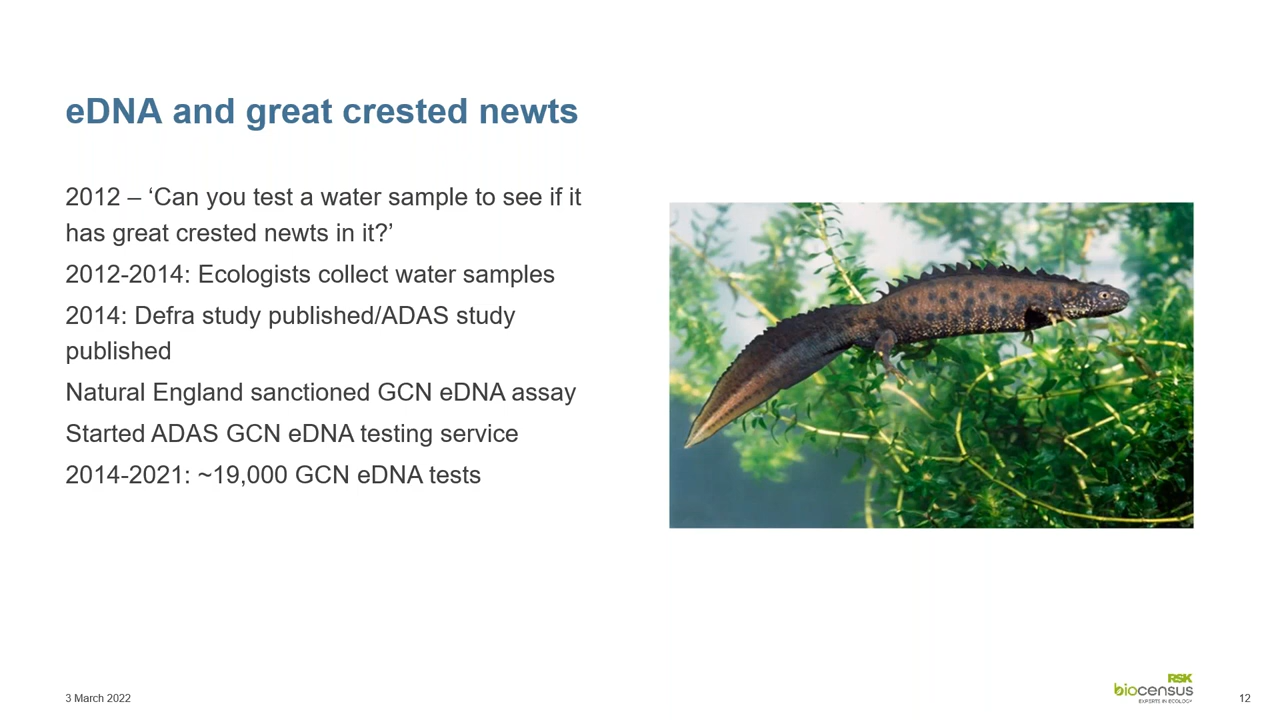 eDNA and great crested newts
2012 – ‘Can you test a water sample to see if it
has great crested newts in it?’
2012-2014: Ecologists collect water samples
2014: Defra study published/ADAS study
published
Natural England sanctioned GCN eDNA assay
Started ADAS GCN eDNA testing service
2014-2021: ~19,000 GCN eDNA tests
3 March 2022
RSK
biocensus
EXPERTS IN ECOLOGY
12